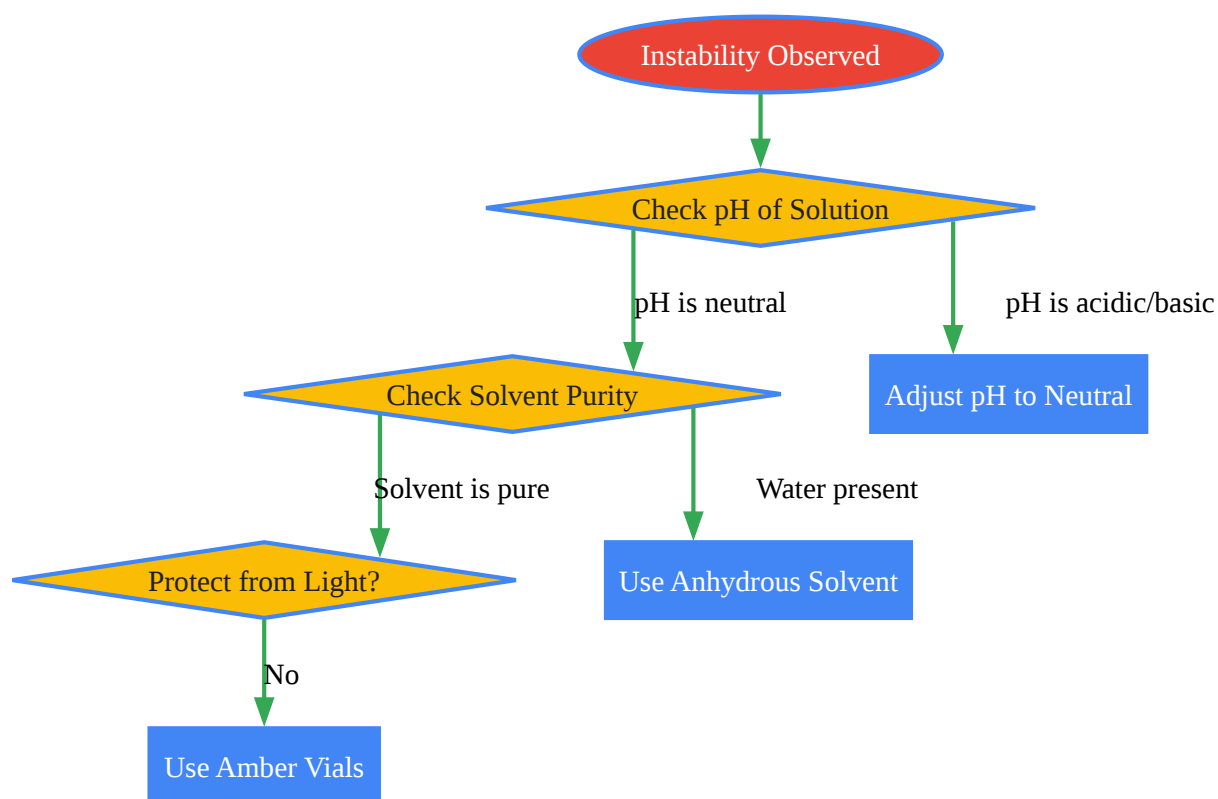 Instability Observed
Check pH of Solution
pH is neutral
pH is acidic/basic
Check Solvent Purity
Adjust pH to Neutral
Solvent is pure
Water present
Protect from Light?
Use Anhydrous Solvent
No
Use Amber Vials